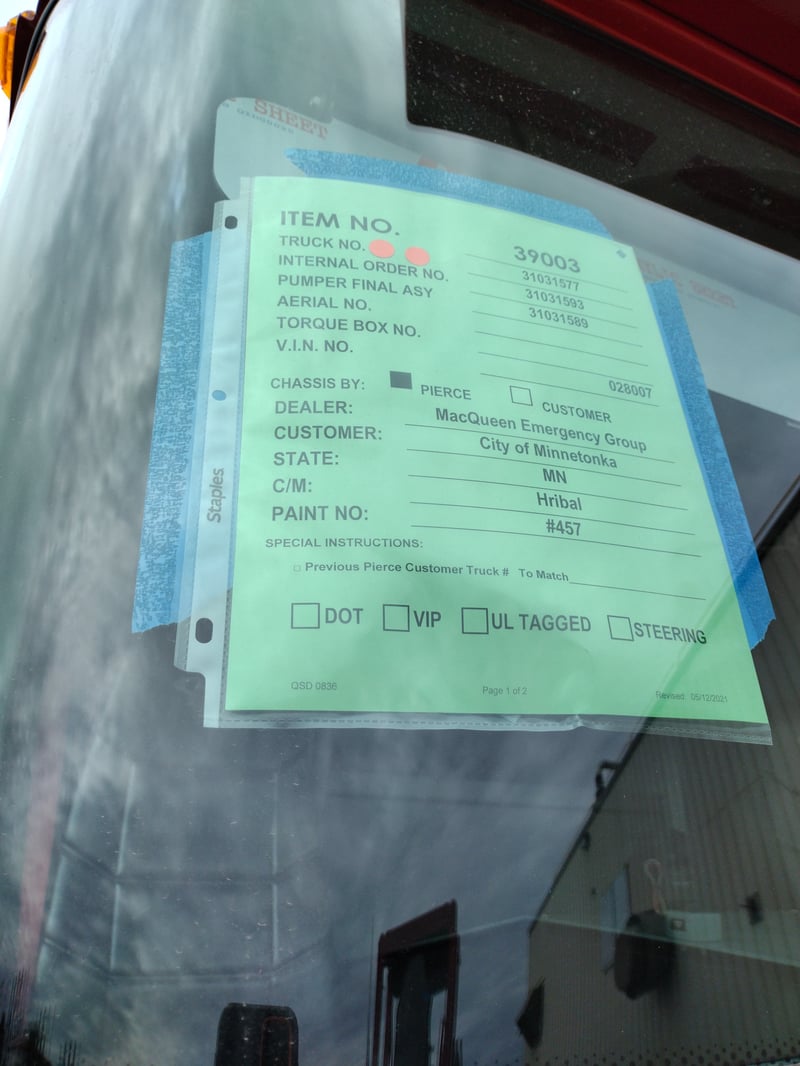 SHEET
ITEM NO. 39003
TRUCK NO. 31031577
INTERNAL ORDER NO. 31031593
PUMPER FINAL ASY 31031589
AERIAL NO.
TORQUE BOX NO.
V.I.N. NO. 028007
CHASSIS BY: PIERCE CUSTOMER
DEALER: MacQueen Emergency Group
CUSTOMER: City of Minnetonka
STATE: MN
C/M: Hribal
PAINT NO: #457
SPECIAL INSTRUCTIONS:
Previous Pierce Customer Truck # To Match
DOT VIP UL TAGGED STEERING
QSD 0836 Page 1 of 2 Revised: 05/12/2021
Staples